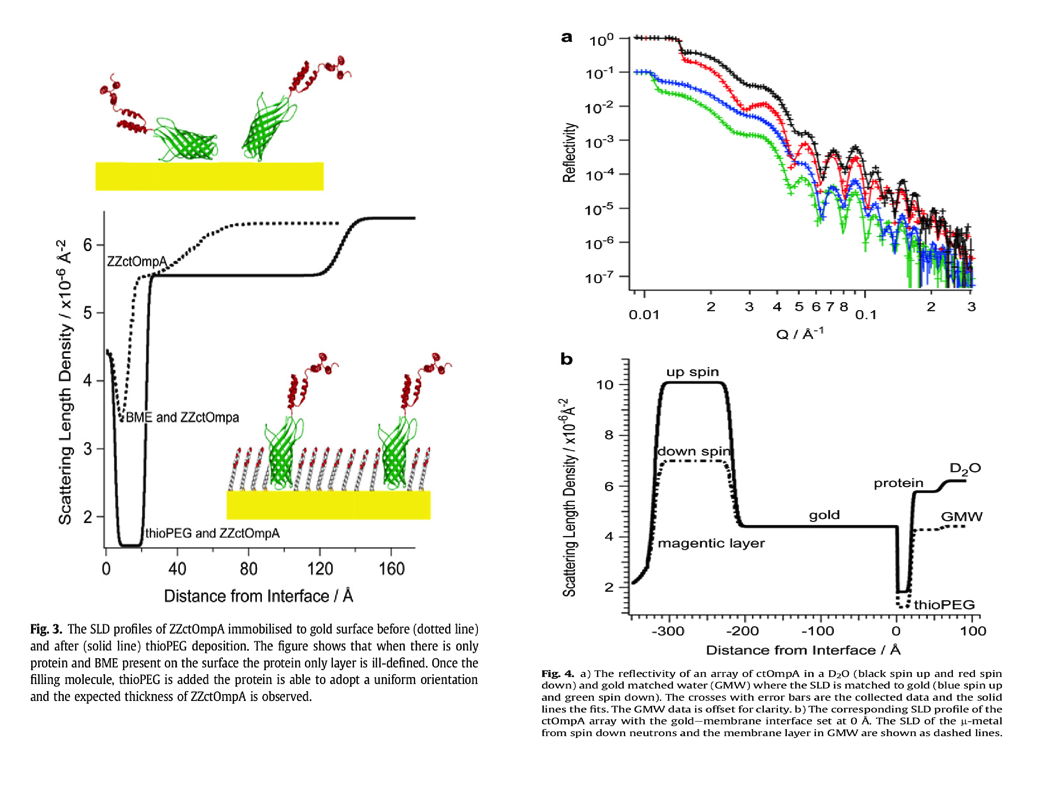 6
5
4
3
2
Scattering Length Density / x10⁻⁶ Å⁻²
ZZctOmpA
BME and ZZctOmpa
thioPEG and ZZctOmpA
0 40 80 120 160
Distance from Interface / Å
Fig. 3. The SLD profiles of ZZctOmpA immobilised to gold surface before (dotted line)
and after (solid line) thioPEG deposition. The figure shows that when there is only
protein and BME present on the surface the protein only layer is ill-defined. Once the
filling molecule, thioPEG is added the protein is able to adopt a uniform orientation
and the expected thickness of ZZctOmpA is observed.
a
10⁰
10⁻¹
10⁻²
10⁻³
10⁻⁴
10⁻⁵
10⁻⁶
10⁻⁷
Reflectivity
0.01 2 3 4 5 6 7 8 0.1 2 3
Q / Å⁻¹
b
10
8
6
4
2
Scattering Length Density / x10⁻⁶Å⁻²
up spin
down spin
magentic layer
gold
protein
D₂O
GMW
thioPEG
-300 -200 -100 0 100
Distance from Interface / Å
Fig. 4. a) The reflectivity of an array of ctOmpA in a D₂O (black spin up and red spin
down) and gold matched water (GMW) where the SLD is matched to gold (blue spin up
and green spin down). The crosses with error bars are the collected data and the solid
lines the fits. The GMW data is offset for clarity. b) The corresponding SLD profile of the
ctOmpA array with the gold–membrane interface set at 0 Å. The SLD of the μ-metal
from spin down neutrons and the membrane layer in GMW are shown as dashed lines.